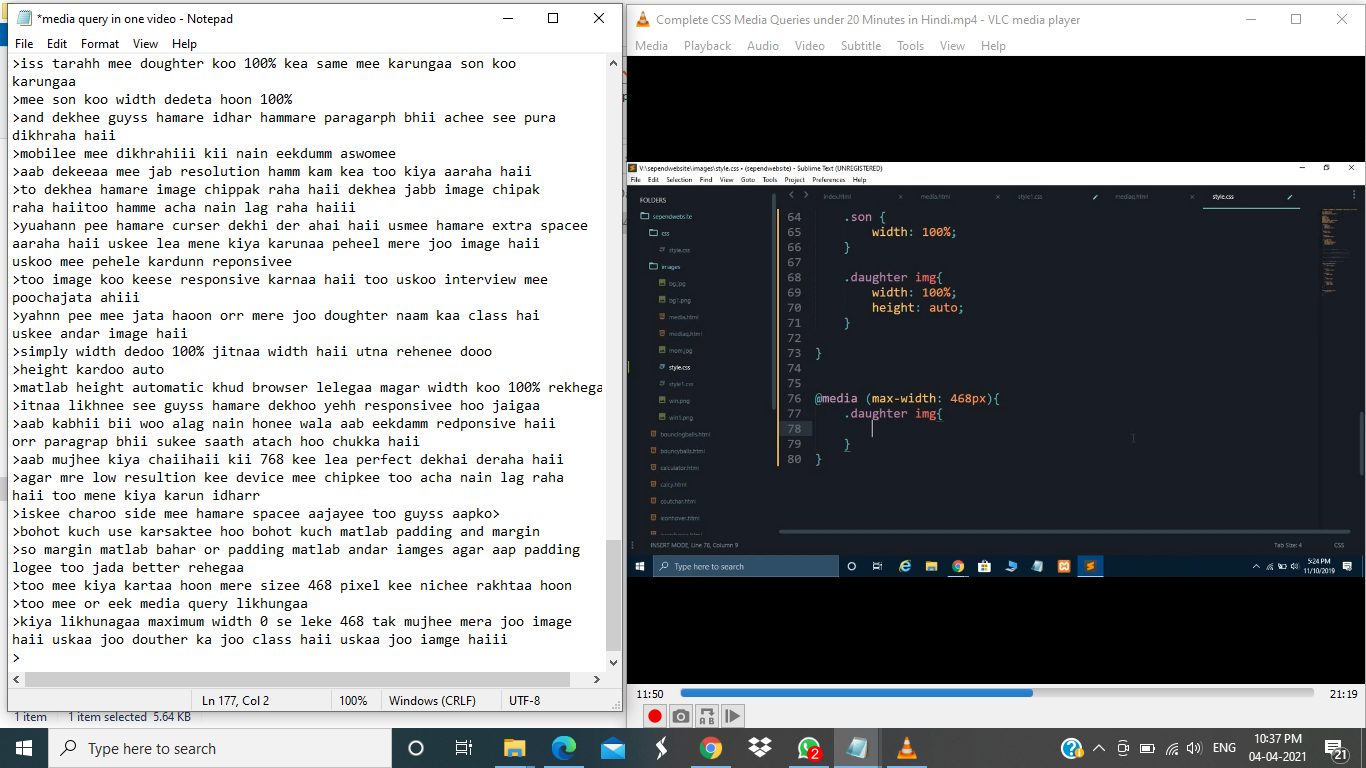 *media query in one video - Notepad
File Edit Format View Help
>iss tarahh mee doughter koo 100% kea same mee karungaa son koo
karungaa
>mee son koo width dedeta hoon 100%
>and dekhee guyss hamare idhar hammare paragarph bhii achee see pura
dikhraha haii
>mobilee mee dikhrahiii kii nain eekdumm aswomee
>aab dekeeaa mee jab resolution hamm kam kea too kiya aaraha haii
>to dekhea hamare image chippak raha haii dekhea jabb image chipak
raha haiitoo hamme acha nain lag raha haiii
>yuahann pee hamare curser dekhi der ahai haii usmee hamare extra spacee
aaraha haii uskee lea mene kiya karunaa peheel mere joo image haii
uskoo mee pehele kardunn reponsivee
>too image koo keese responsive karnaa haii too uskoo interview mee
poochajata ahiii
>yahnn pee mee jata haoon orr mere joo doughter naam kaa class hai
uskee andar image haii
>simply width dedoo 100% jitnaa width haii utna rehenee dooo
>height kardoo auto
>matlab height automatic khud browser lelegaa magar width koo 100% rekhega
>itnaa likhnee see guyss hamare dekhoo yehh responsivee hoo jaigaa
>aab kabhii bii woo alag nain honee wala aab eekdamm redponsive haii
orr paragrap bhii sukee saath atach hoo chukka haii
>aab mujhee kiya chaiihaii kii 768 kee lea perfect dekhai deraha haii
>agar mre low resultion kee device mee chipkee too acha nain lag raha
haii too mene kiya karun idharr
>iskee charoo side mee hamare spacee aajayee too guyss aapko>
>bohot kuch use karsaktee hoo bohot kuch matlab padding and margin
>so margin matlab bahar or padding matlab andar iamges agar aap padding
logee too jada better rehegaa
>too mee kiya kartaa hoon mere sizee 468 pixel kee nichee rakhtaa hoon
>too mee or eek media query likhungaa
>kiya likhunagaa maximum width 0 se leke 468 tak mujhee mera joo image
haii uskaa joo douther ka joo class haii uskaa joo iamge haiii
>
Ln 177, Col 2 100% Windows (CRLF) UTF-8
1 item 1 item selected 5.64 KB
Complete CSS Media Queries under 20 Minutes in Hindi.mp4 - VLC media player
Media Playback Audio Video Subtitle Tools View Help
V:\sependwebsite\images\style.css • (sependwebsite) - Sublime Text (UNREGISTERED)
File Edit Selection Find View Goto Tools Project Preferences Help
FOLDERS
sependwebsite
css
style.css
images
bg.jpg
bg1.png
media.html
mediaq.html
mom.jpg
style.css
style1.css
win.png
win1.png
bouncingballs.html
bouncyballs.html
calculator.html
calcy.html
coutchar.html
iconhover.html
index.html media.html style1.css mediaq.html style.css
64 .son {
65 width: 100%;
66 }
67
68 .daughter img{
69 width: 100%;
70 height: auto;
71 }
72
73 }
74
75
76 @media (max-width: 468px){
77 .daughter img{
78
79 }
80 }
INSERT MODE, Line 78, Column 9 Tab Size: 4 CSS
Type here to search
5:24 PM
11/10/2019
11:50 21:19
Type here to search
2
ENG
10:37 PM
04-04-2021
21